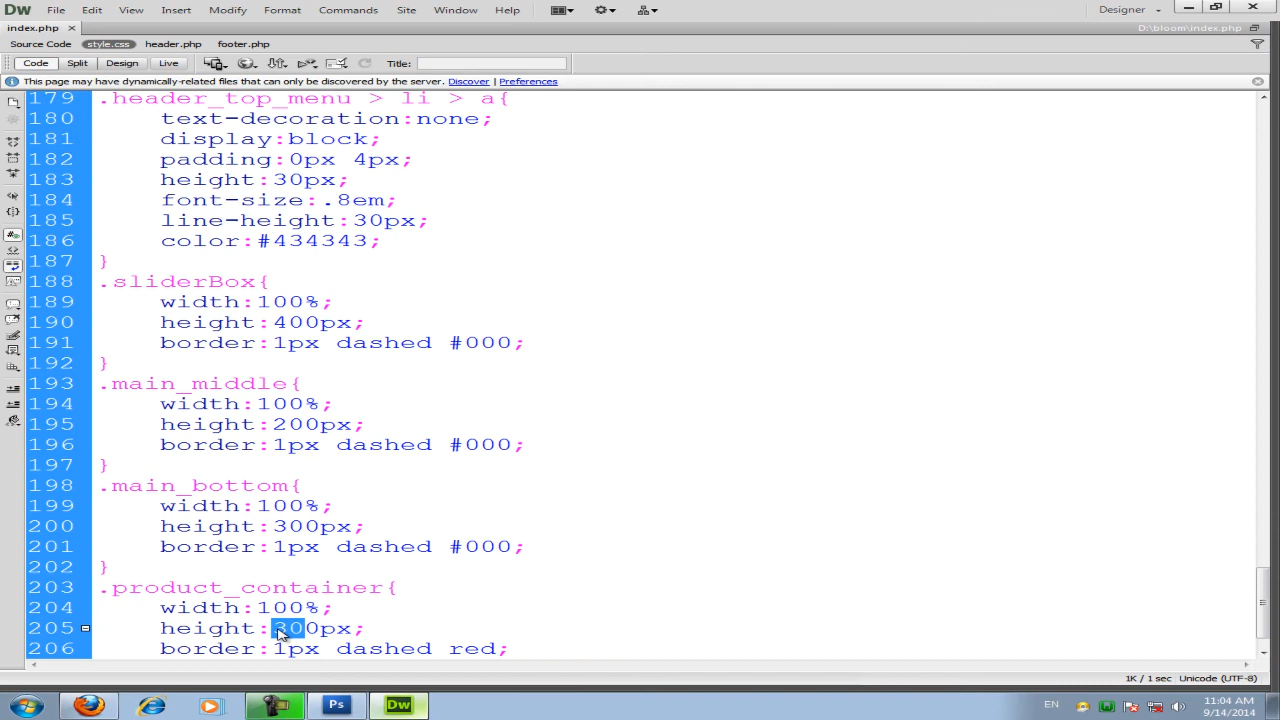 Dw File Edit View Insert Modify Format Commands Site Window Help Designer
index.php × D:\bloom\index.php
Source Code style.css header.php footer.php
Code Split Design Live Title:
This page may have dynamically-related files that can only be discovered by the server. Discover | Preferences
179 .header_top_menu > li > a{
180 text-decoration:none;
181 display:block;
182 padding:0px 4px;
183 height:30px;
184 font-size:.8em;
185 line-height:30px;
186 color:#434343;
187 }
188 .sliderBox{
189 width:100%;
190 height:400px;
191 border:1px dashed #000;
192 }
193 .main_middle{
194 width:100%;
195 height:200px;
196 border:1px dashed #000;
197 }
198 .main_bottom{
199 width:100%;
200 height:300px;
201 border:1px dashed #000;
202 }
203 .product_container{
204 width:100%;
205 height:300px;
206 border:1px dashed red;
1K / 1 sec Unicode (UTF-8)
Ps Dw EN 11:04 AM
9/14/2014